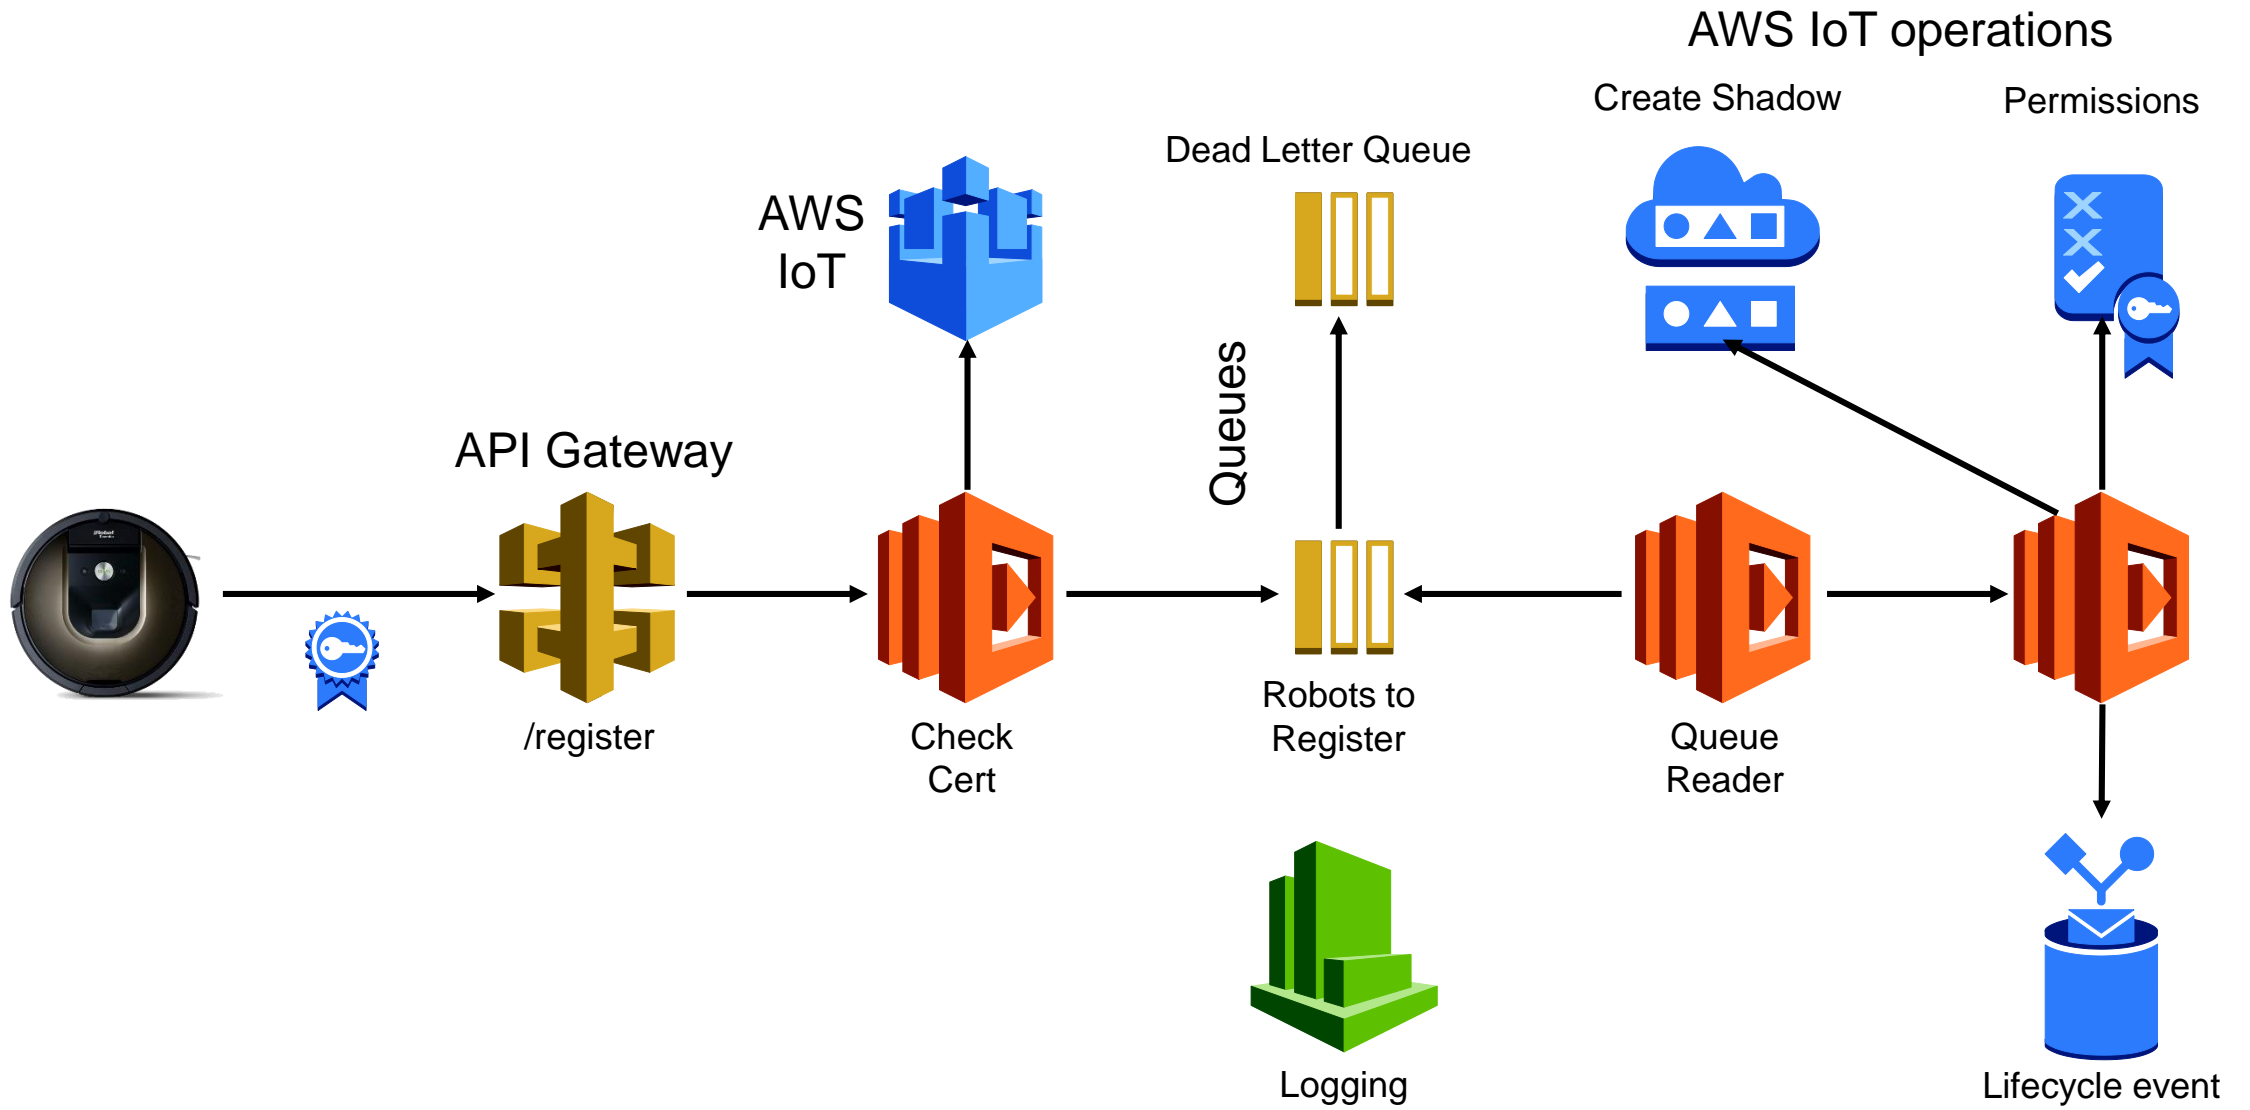 AWS IoT operations
Create Shadow
Permissions
Dead Letter Queue
AWS
IoT
Queues
API Gateway
iRobot
/register
Check
Cert
Robots to
Register
Queue
Reader
Logging
Lifecycle event